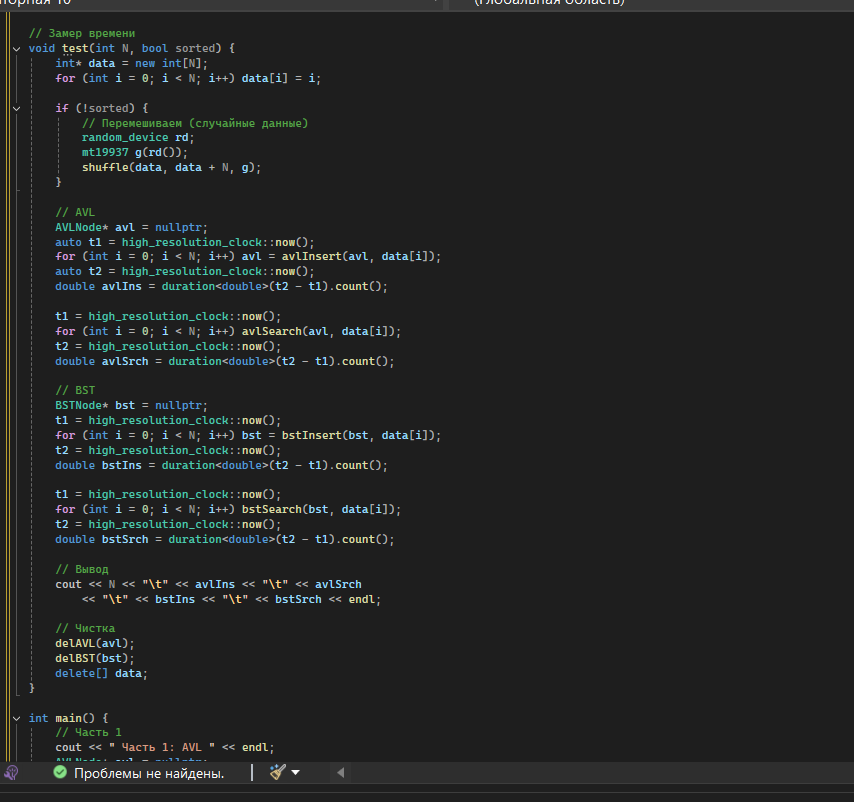 // Замер времени
void test(int N, bool sorted) {
    int* data = new int[N];
    for (int i = 0; i < N; i++) data[i] = i;

    if (!sorted) {
        // Перемешиваем (случайные данные)
        random_device rd;
        mt19937 g(rd());
        shuffle(data, data + N, g);
    }

    // AVL
    AVLNode* avl = nullptr;
    auto t1 = high_resolution_clock::now();
    for (int i = 0; i < N; i++) avl = avlInsert(avl, data[i]);
    auto t2 = high_resolution_clock::now();
    double avlIns = duration<double>(t2 - t1).count();

    t1 = high_resolution_clock::now();
    for (int i = 0; i < N; i++) avlSearch(avl, data[i]);
    t2 = high_resolution_clock::now();
    double avlSrch = duration<double>(t2 - t1).count();

    // BST
    BSTNode* bst = nullptr;
    t1 = high_resolution_clock::now();
    for (int i = 0; i < N; i++) bst = bstInsert(bst, data[i]);
    t2 = high_resolution_clock::now();
    double bstIns = duration<double>(t2 - t1).count();

    t1 = high_resolution_clock::now();
    for (int i = 0; i < N; i++) bstSearch(bst, data[i]);
    t2 = high_resolution_clock::now();
    double bstSrch = duration<double>(t2 - t1).count();

    // Вывод
    cout << N << "\t" << avlIns << "\t" << avlSrch
        << "\t" << bstIns << "\t" << bstSrch << endl;

    // Чистка
    delAVL(avl);
    delBST(bst);
    delete[] data;
}

int main() {
    // Часть 1
    cout << " Часть 1: AVL " << endl;
Проблемы не найдены.